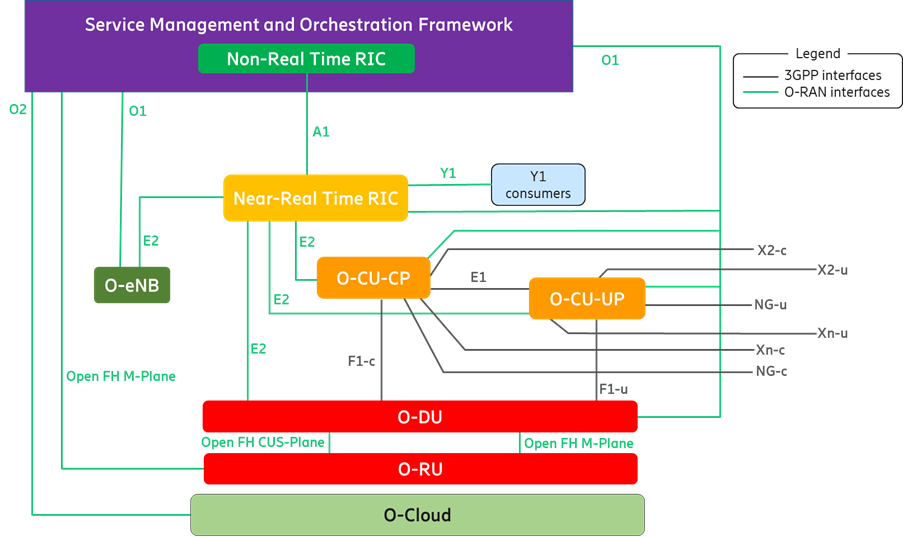 Service Management and Orchestration Framework
Non-Real Time RIC
O1
Legend
3GPP interfaces
O-RAN interfaces
O2
O1
A1
Y1
Y1
consumers
Near-Real Time RIC
E2
E2
X2-c
O-CU-CP
E1
X2-u
O-eNB
E2
O-CU-UP
NG-u
Xn-u
E2
Xn-c
F1-c
Open FH M-Plane
NG-c
F1-u
O-DU
Open FH CUS-Plane
Open FH M-Plane
O-RU
O-Cloud